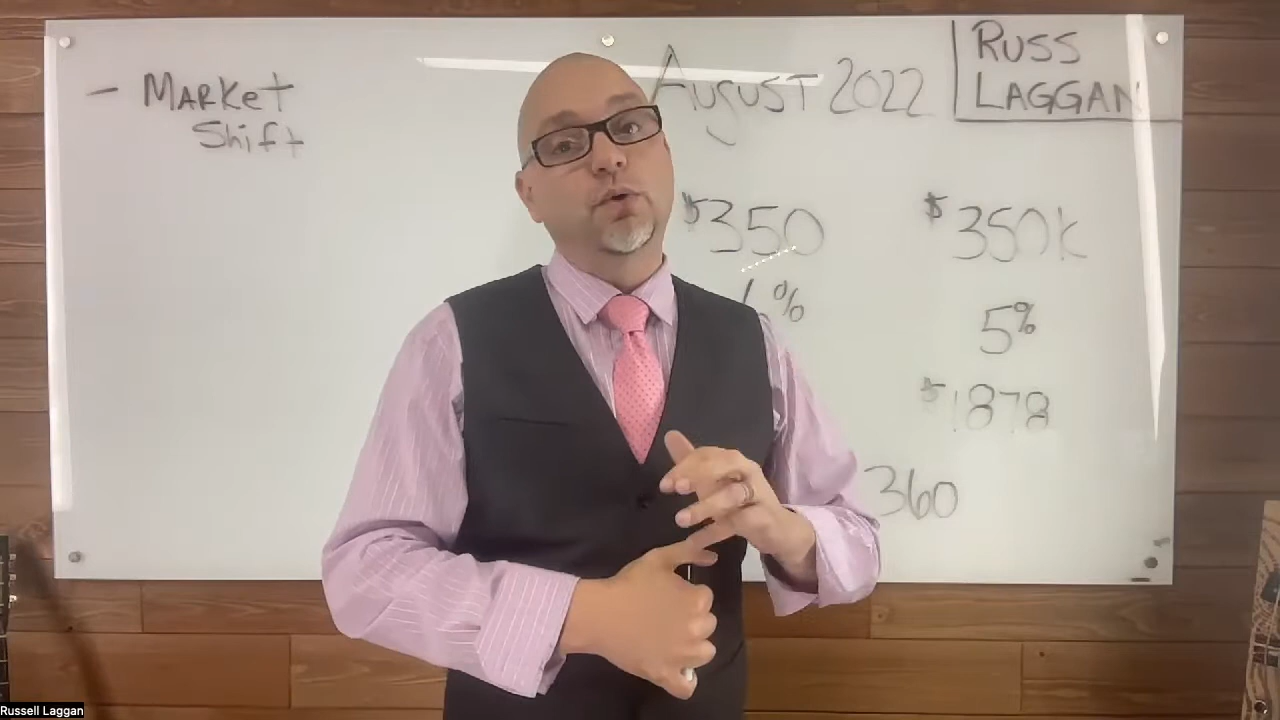 - Market
Shift
August 2022
Russ
Laggan
$350
%
$350k
5%
$1878
360
Russell Laggan